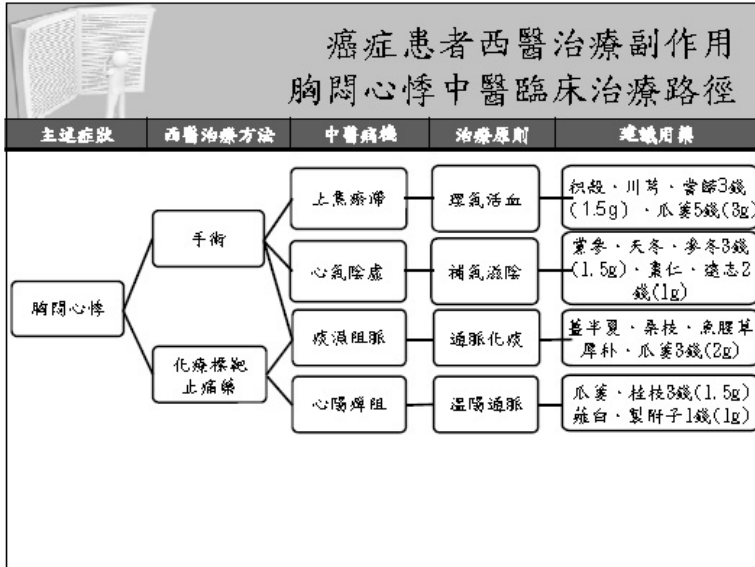 癌症患者西醫治療副作用
胸悶心悸中醫臨床治療路徑
主述症狀 西醫治療方法 中醫病機 治療原則 建議用藥
胸悶心悸
手術
化療標靶
止痛藥
上焦瘀滯
理氣活血
枳殼、川芎、當歸3錢
(1.5g)、瓜蔞5錢(3g)
心氣陰虛
補氣滋陰
黨參、天冬、麥冬3錢
(1.5g)、棗仁、遠志2
錢(1g)
痰濕阻脈
通脈化痰
薑半夏、桑枝、魚腥草
厚朴、瓜蔞3錢(2g)
心陽痺阻
溫陽通脈
瓜蔞、桂枝3錢(1.5g)
薤白、製附子1錢(1g)